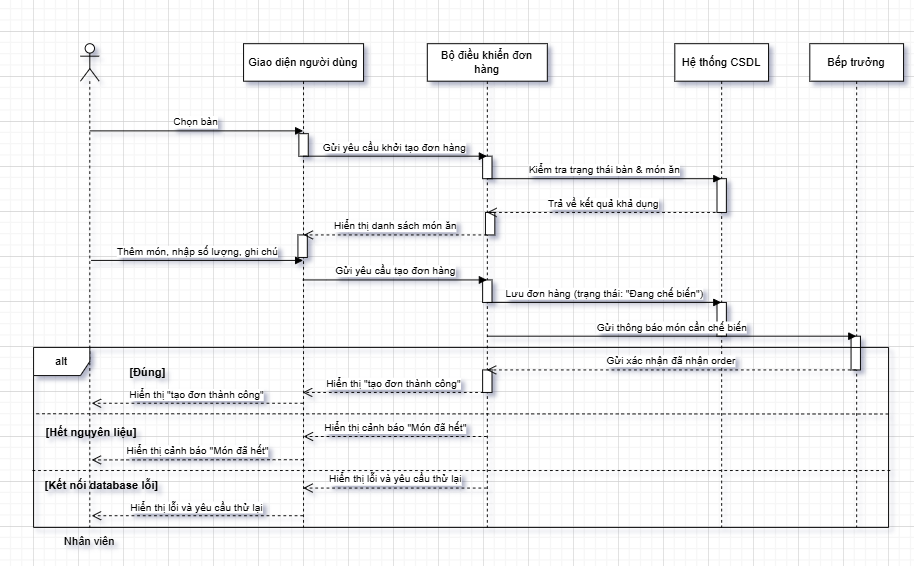 Giao diện người dùng
Bộ điều khiển đơn
hàng
Hệ thống CSDL
Bếp trưởng
Chọn bàn
Gửi yêu cầu khởi tạo đơn hàng
Kiểm tra trạng thái bàn & món ăn
Trả về kết quả khả dụng
Hiển thị danh sách món ăn
Thêm món, nhập số lượng, ghi chú
Gửi yêu cầu tạo đơn hàng
Lưu đơn hàng (trạng thái: "Đang chế biến")
Gửi thông báo món cần chế biến
alt
Gửi xác nhận đã nhận order
[Đúng]
Hiển thị "tạo đơn thành công"
Hiển thị "tạo đơn thành công"
Hiển thị cảnh báo "Món đã hết"
[Hết nguyên liệu]
Hiển thị cảnh báo "Món đã hết"
Hiển thị lỗi và yêu cầu thử lại
[Kết nối database lỗi]
Hiển thị lỗi và yêu cầu thử lại
Nhân viên